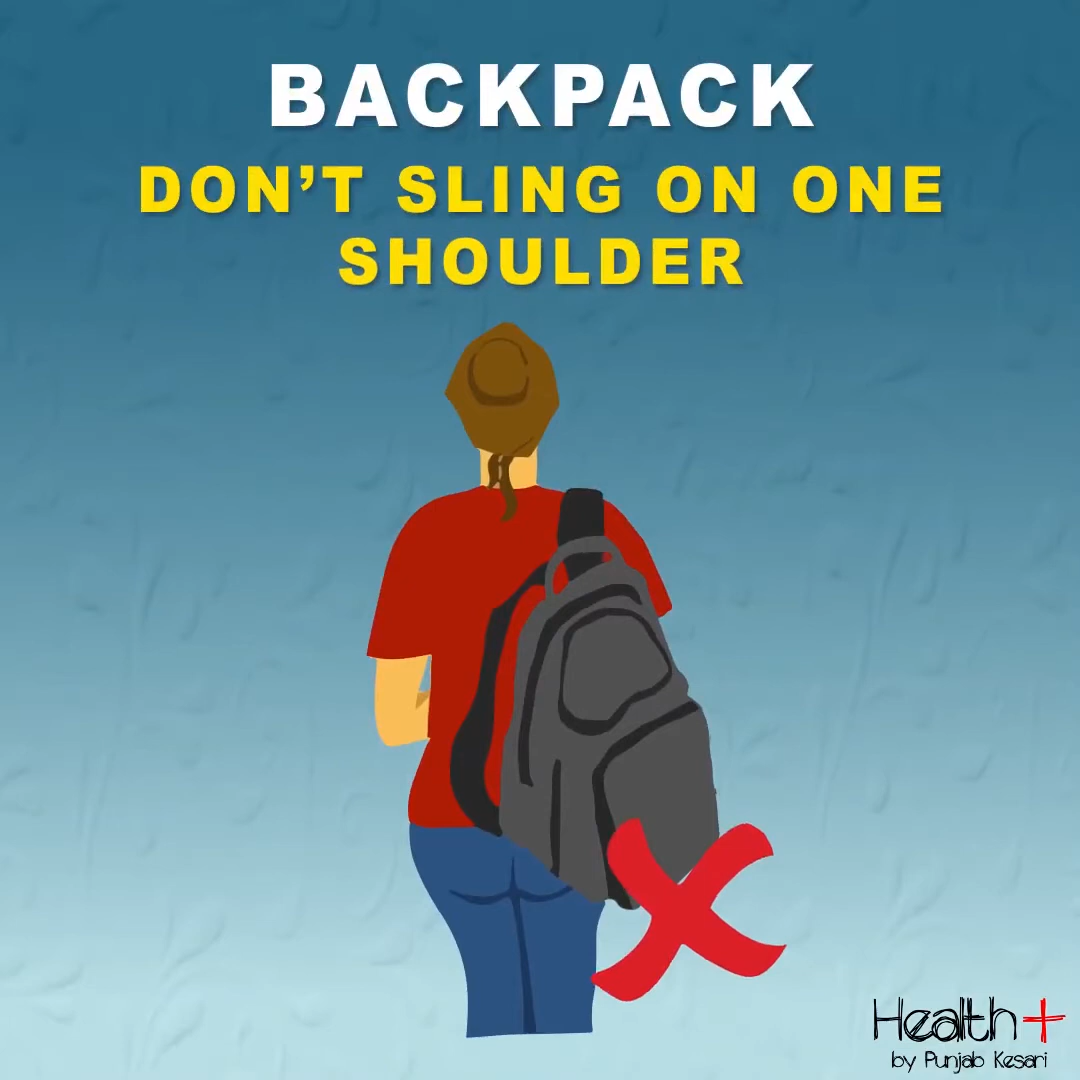 BACKPACK
DON’T SLING ON ONE
SHOULDER
Health+
by Punjab Kesari